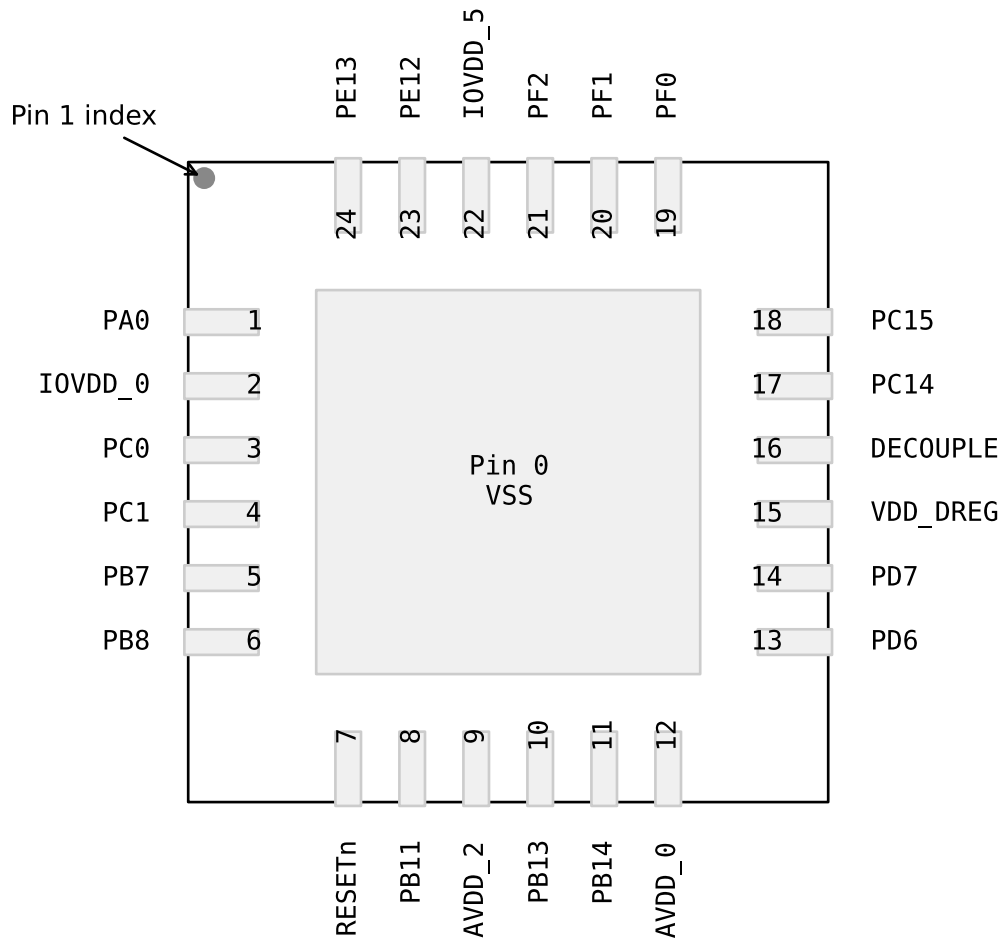 PE13
PE12
IOVDD_5
PF2
PF1
PF0
Pin 1 index
24
23
22
21
20
19
PA0 1
18 PC15
IOVDD_0 2
17 PC14
PC0 3
16 DECOUPLE
PC1 4
15 VDD_DREG
PB7 5
14 PD7
PB8 6
13 PD6
Pin 0
VSS
7
8
9
10
11
12
RESETn
PB11
AVDD_2
PB13
PB14
AVDD_0